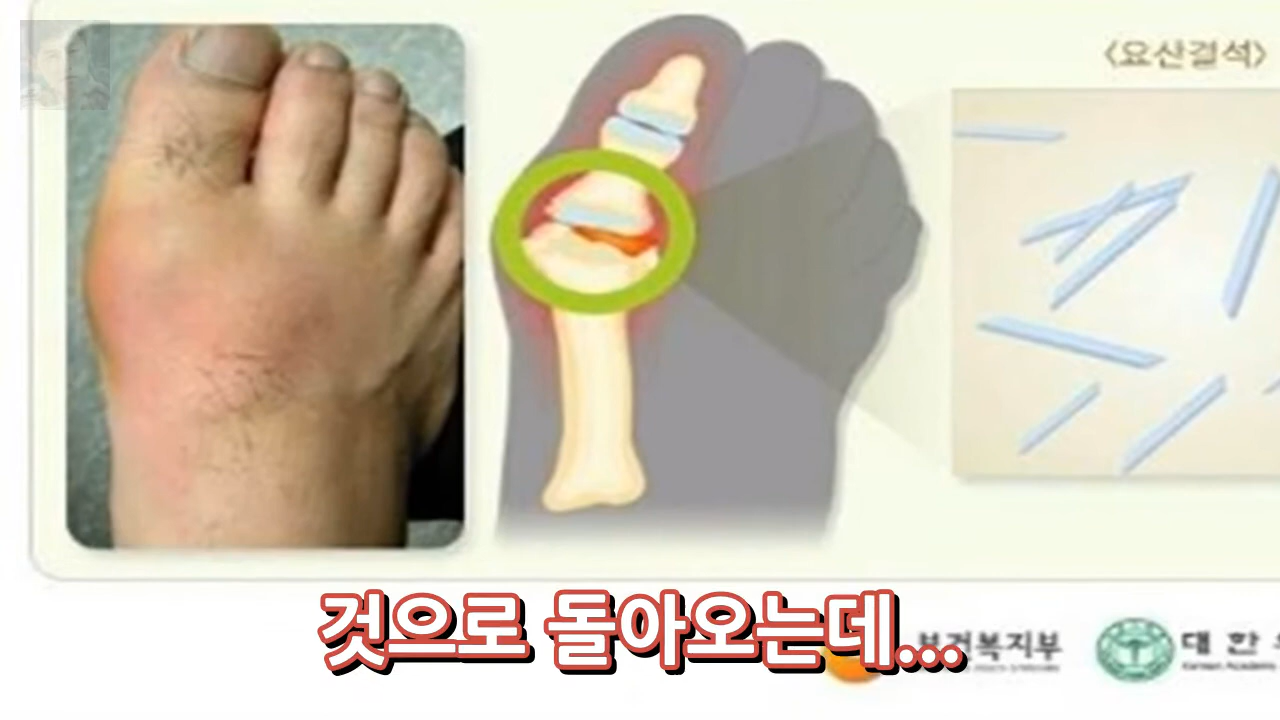 <요산결석>
것으로 돌아오는데...
보건복지부
대한